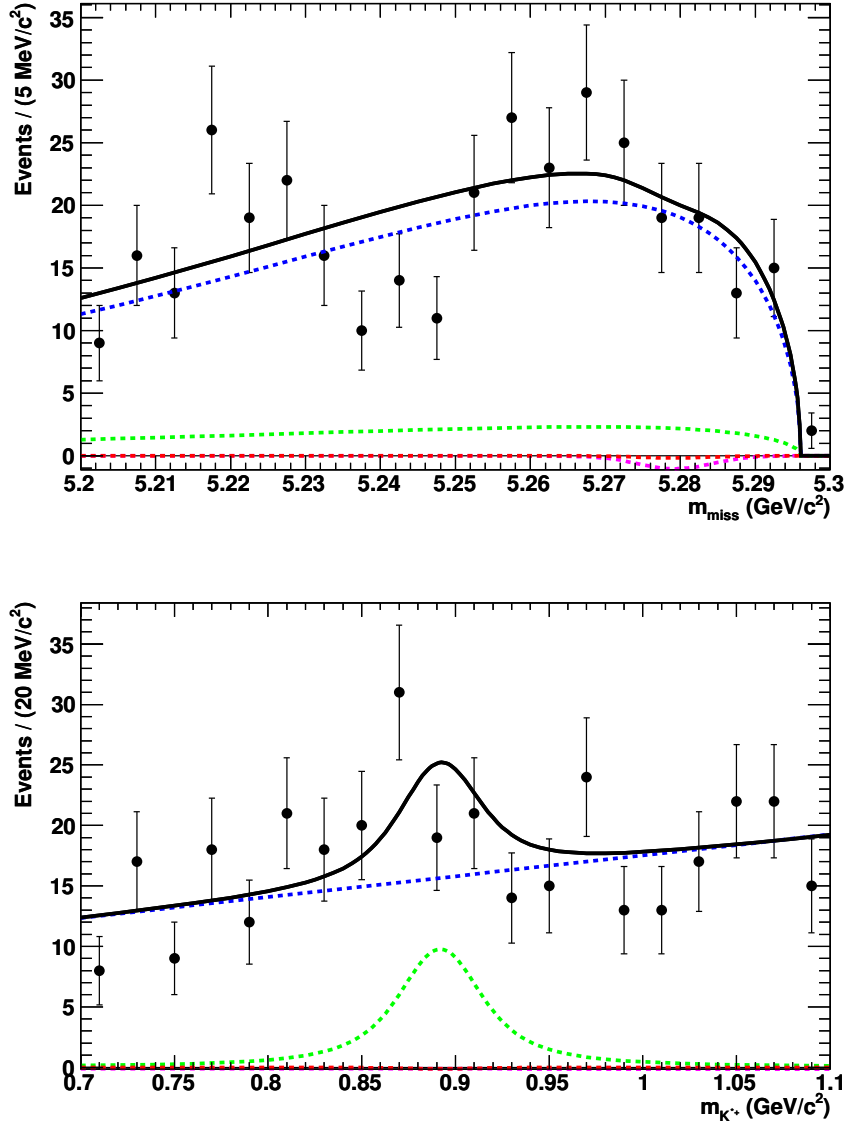 Events / (5 MeV/c²)
35
30
25
20
15
10
5
0
5.2 5.21 5.22 5.23 5.24 5.25 5.26 5.27 5.28 5.29 5.3
m_miss (GeV/c²)
Events / (20 MeV/c²)
35
30
25
20
15
10
5
0
0.7 0.75 0.8 0.85 0.9 0.95 1 1.05 1.1
m_K*+ (GeV/c²)